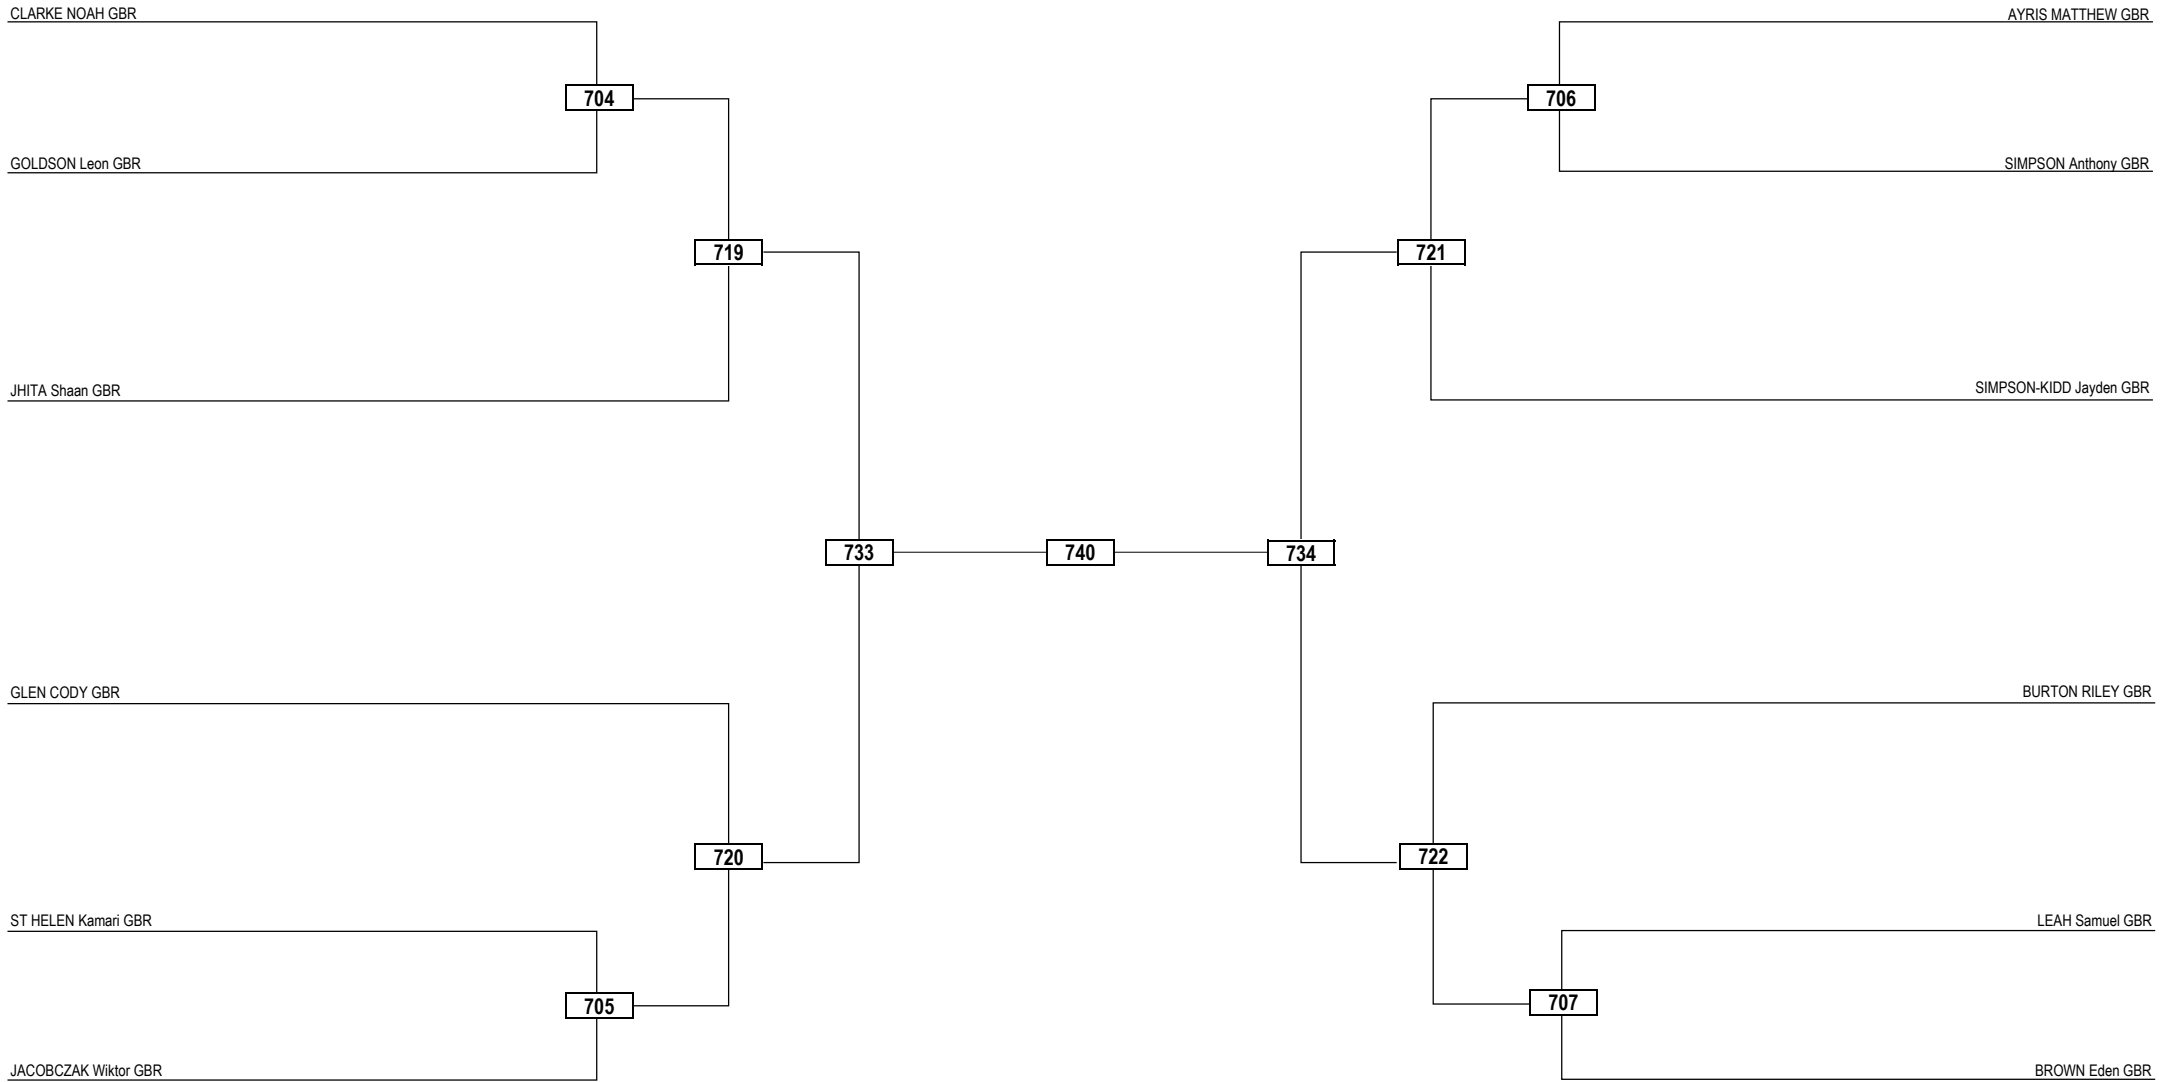 CLARKE NOAH GBR
AYRIS MATTHEW GBR
704
706
GOLDSON Leon GBR
SIMPSON Anthony GBR
719
721
JHITA Shaan GBR
SIMPSON-KIDD Jayden GBR
733
740
734
GLEN CODY GBR
BURTON RILEY GBR
720
722
ST HELEN Kamari GBR
LEAH Samuel GBR
705
707
JACOBCZAK Wiktor GBR
BROWN Eden GBR